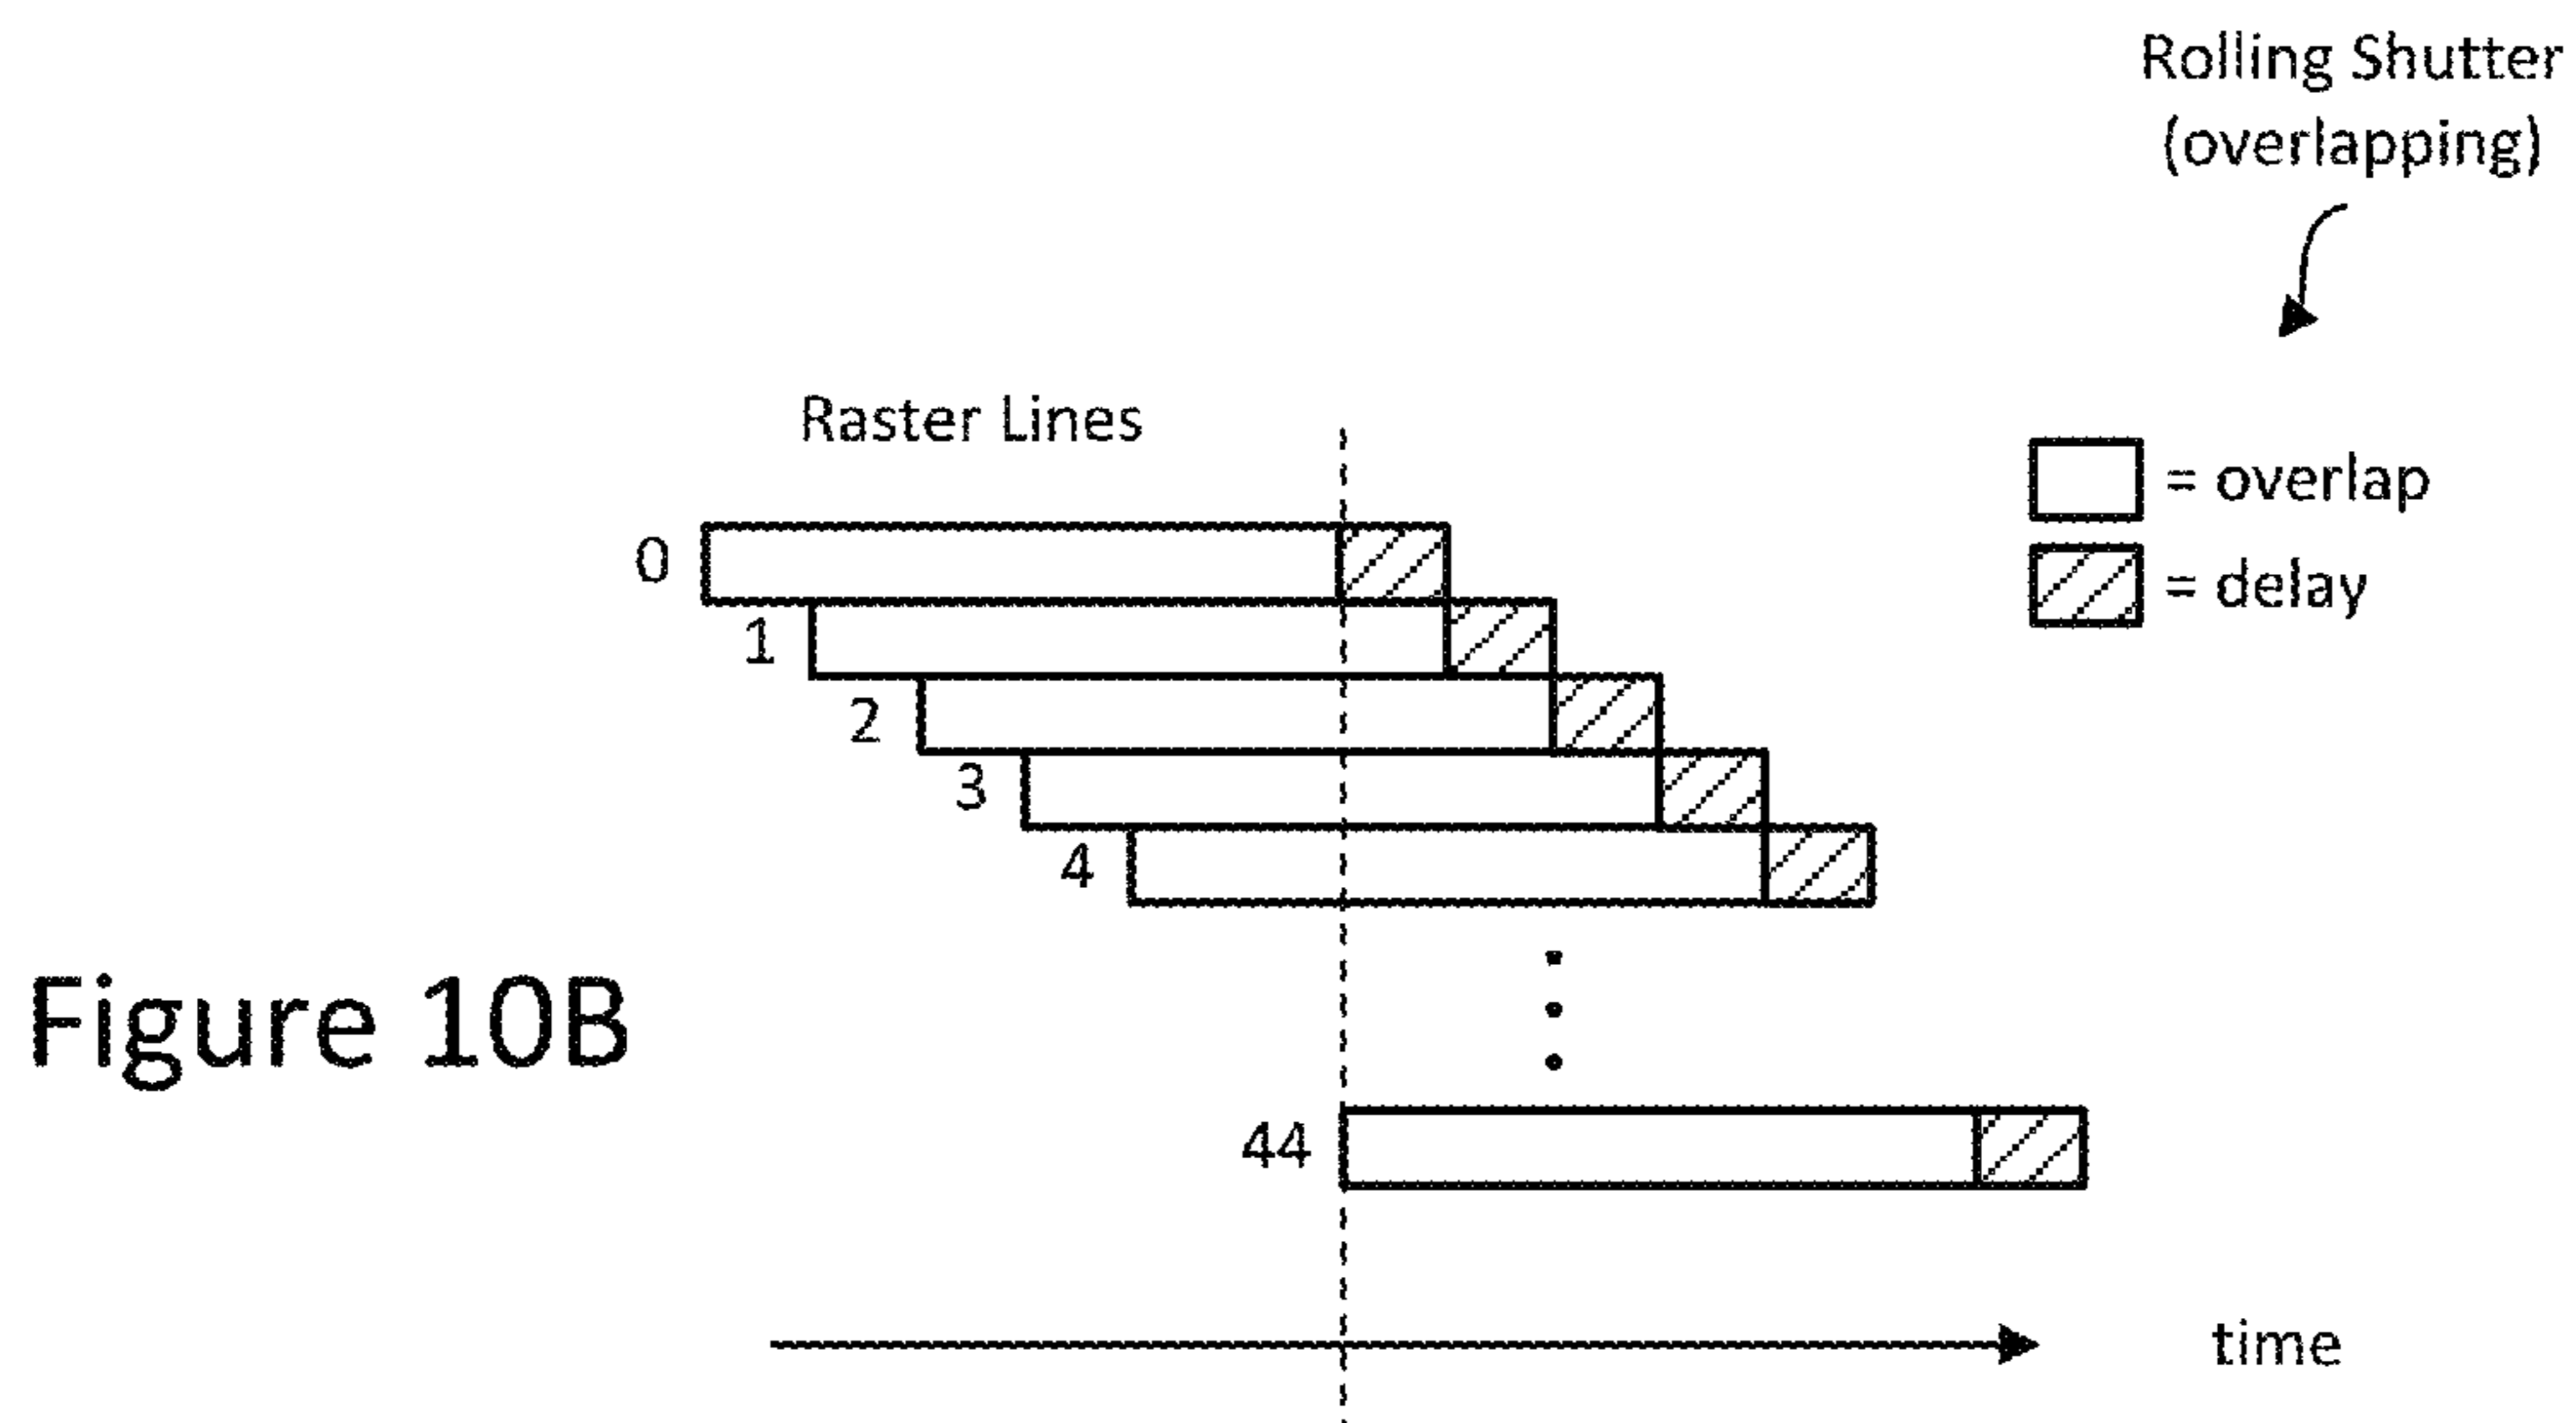 Rolling Shutter
(overlapping)
Raster Lines
= overlap
= delay
0
1
2
3
4
44
Figure 10B
time